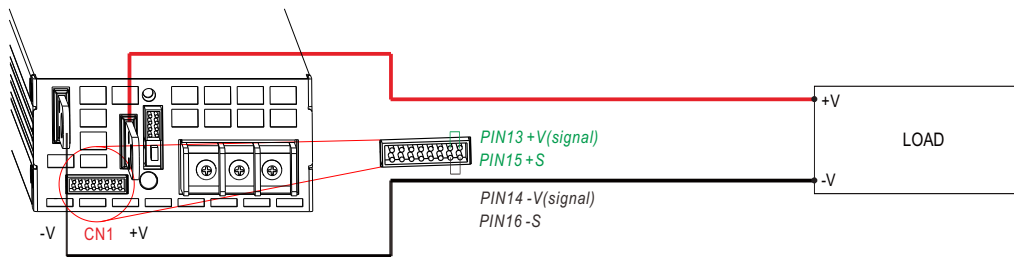 +V
PIN13 +V(signal)
PIN15 +S
LOAD
-V
PIN14 -V(signal)
PIN16 -S
-V CN1 +V